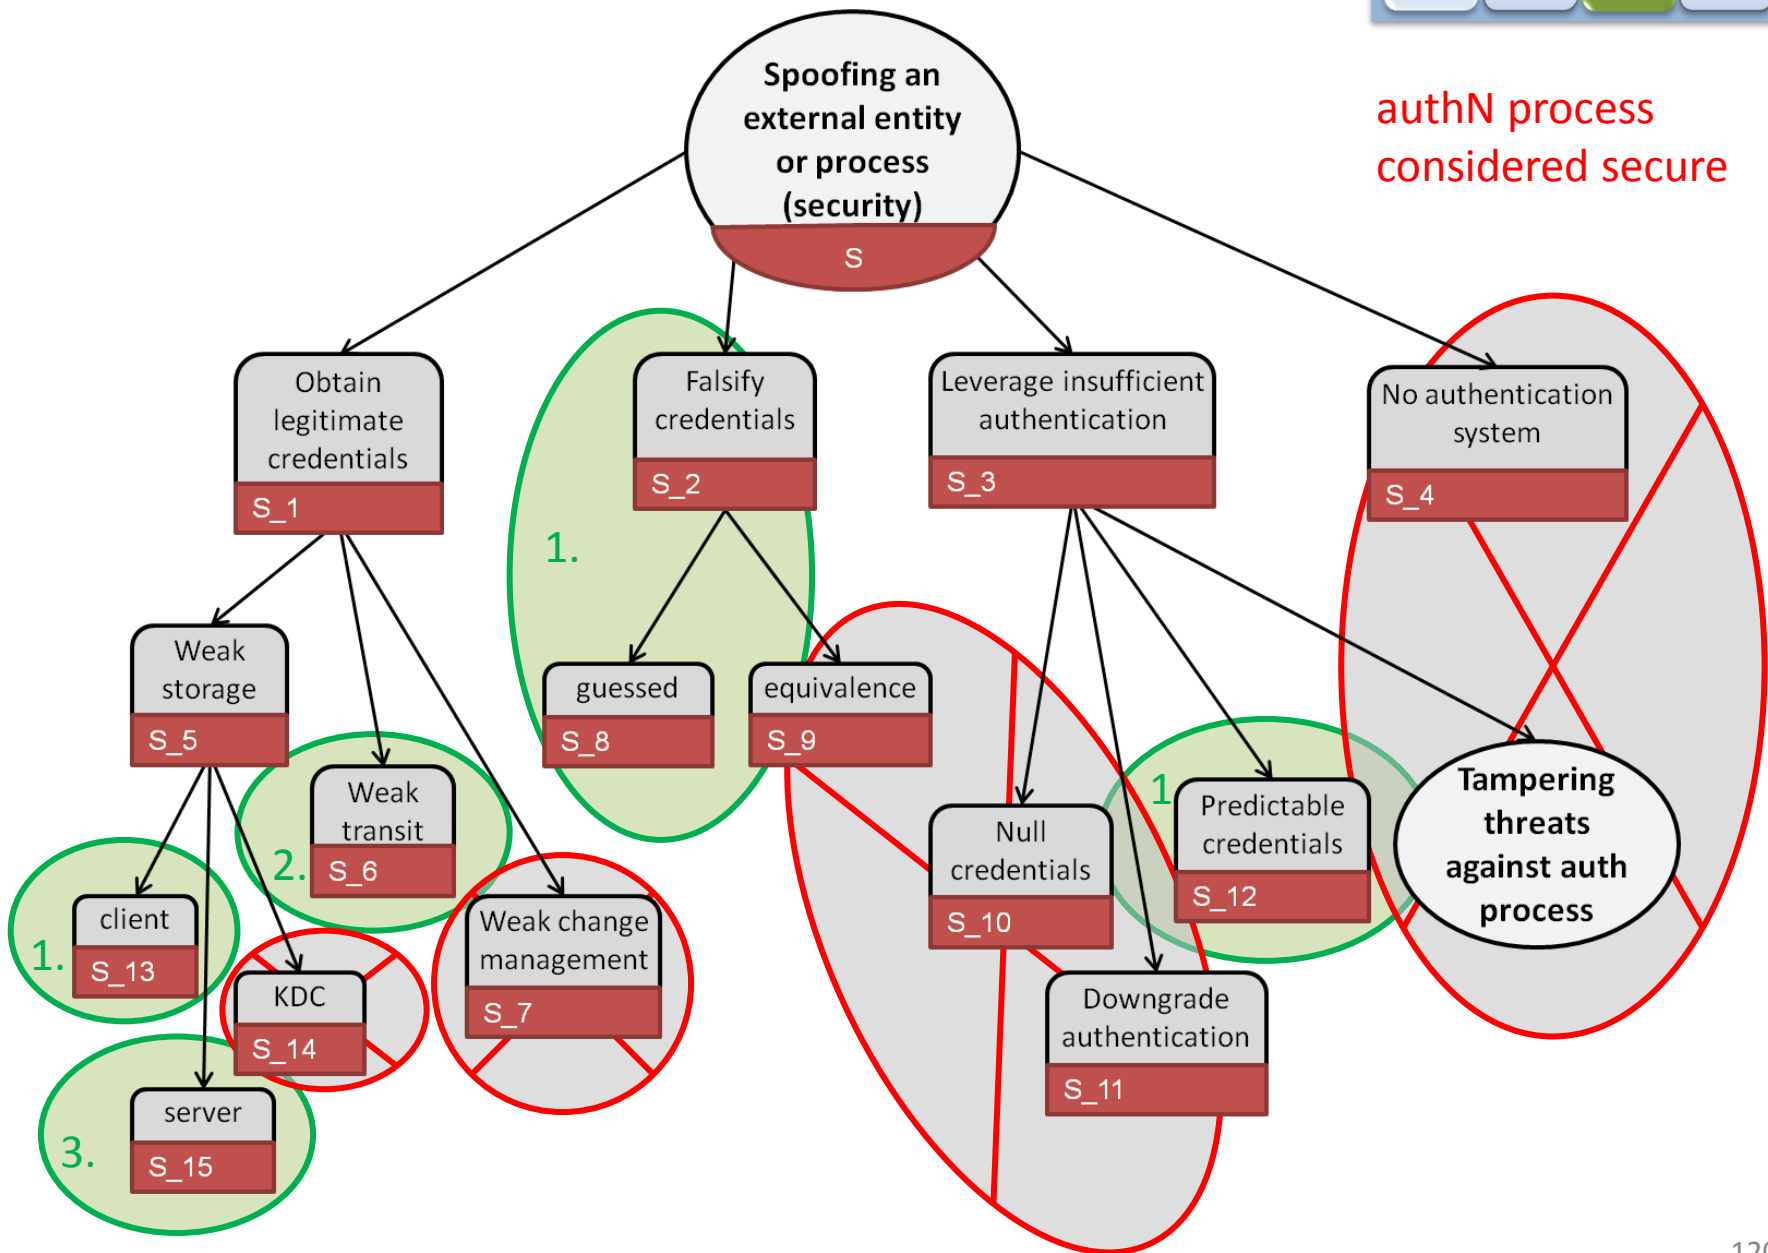 Spoofing an
external entity
or process
(security)
S
authN process
considered secure
Obtain
legitimate
credentials
S_1
Falsify
credentials
S_2
Leverage insufficient
authentication
S_3
No authentication
system
S_4
1.
Weak
storage
S_5
guessed
S_8
equivalence
S_9
Weak
transit
S_6
2.
Null
credentials
S_10
1
Predictable
credentials
S_12
Tampering
threats
against auth
process
client
S_13
1.
KDC
S_14
Weak change
management
S_7
Downgrade
authentication
S_11
server
S_15
3.